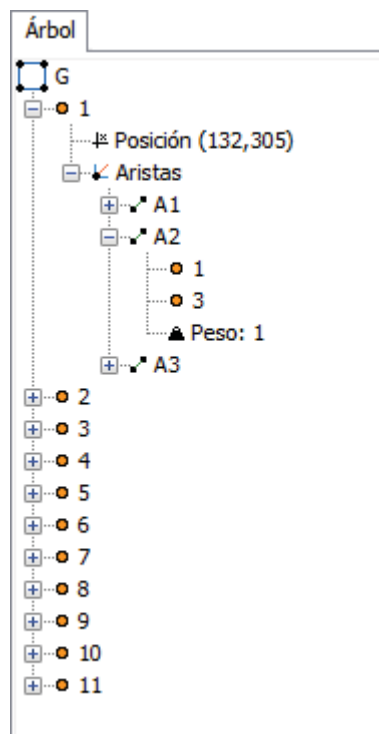 Árbol
G
1
Posición (132,305)
Aristas
A1
A2
1
3
Peso: 1
A3
2
3
4
5
6
7
8
9
10
11